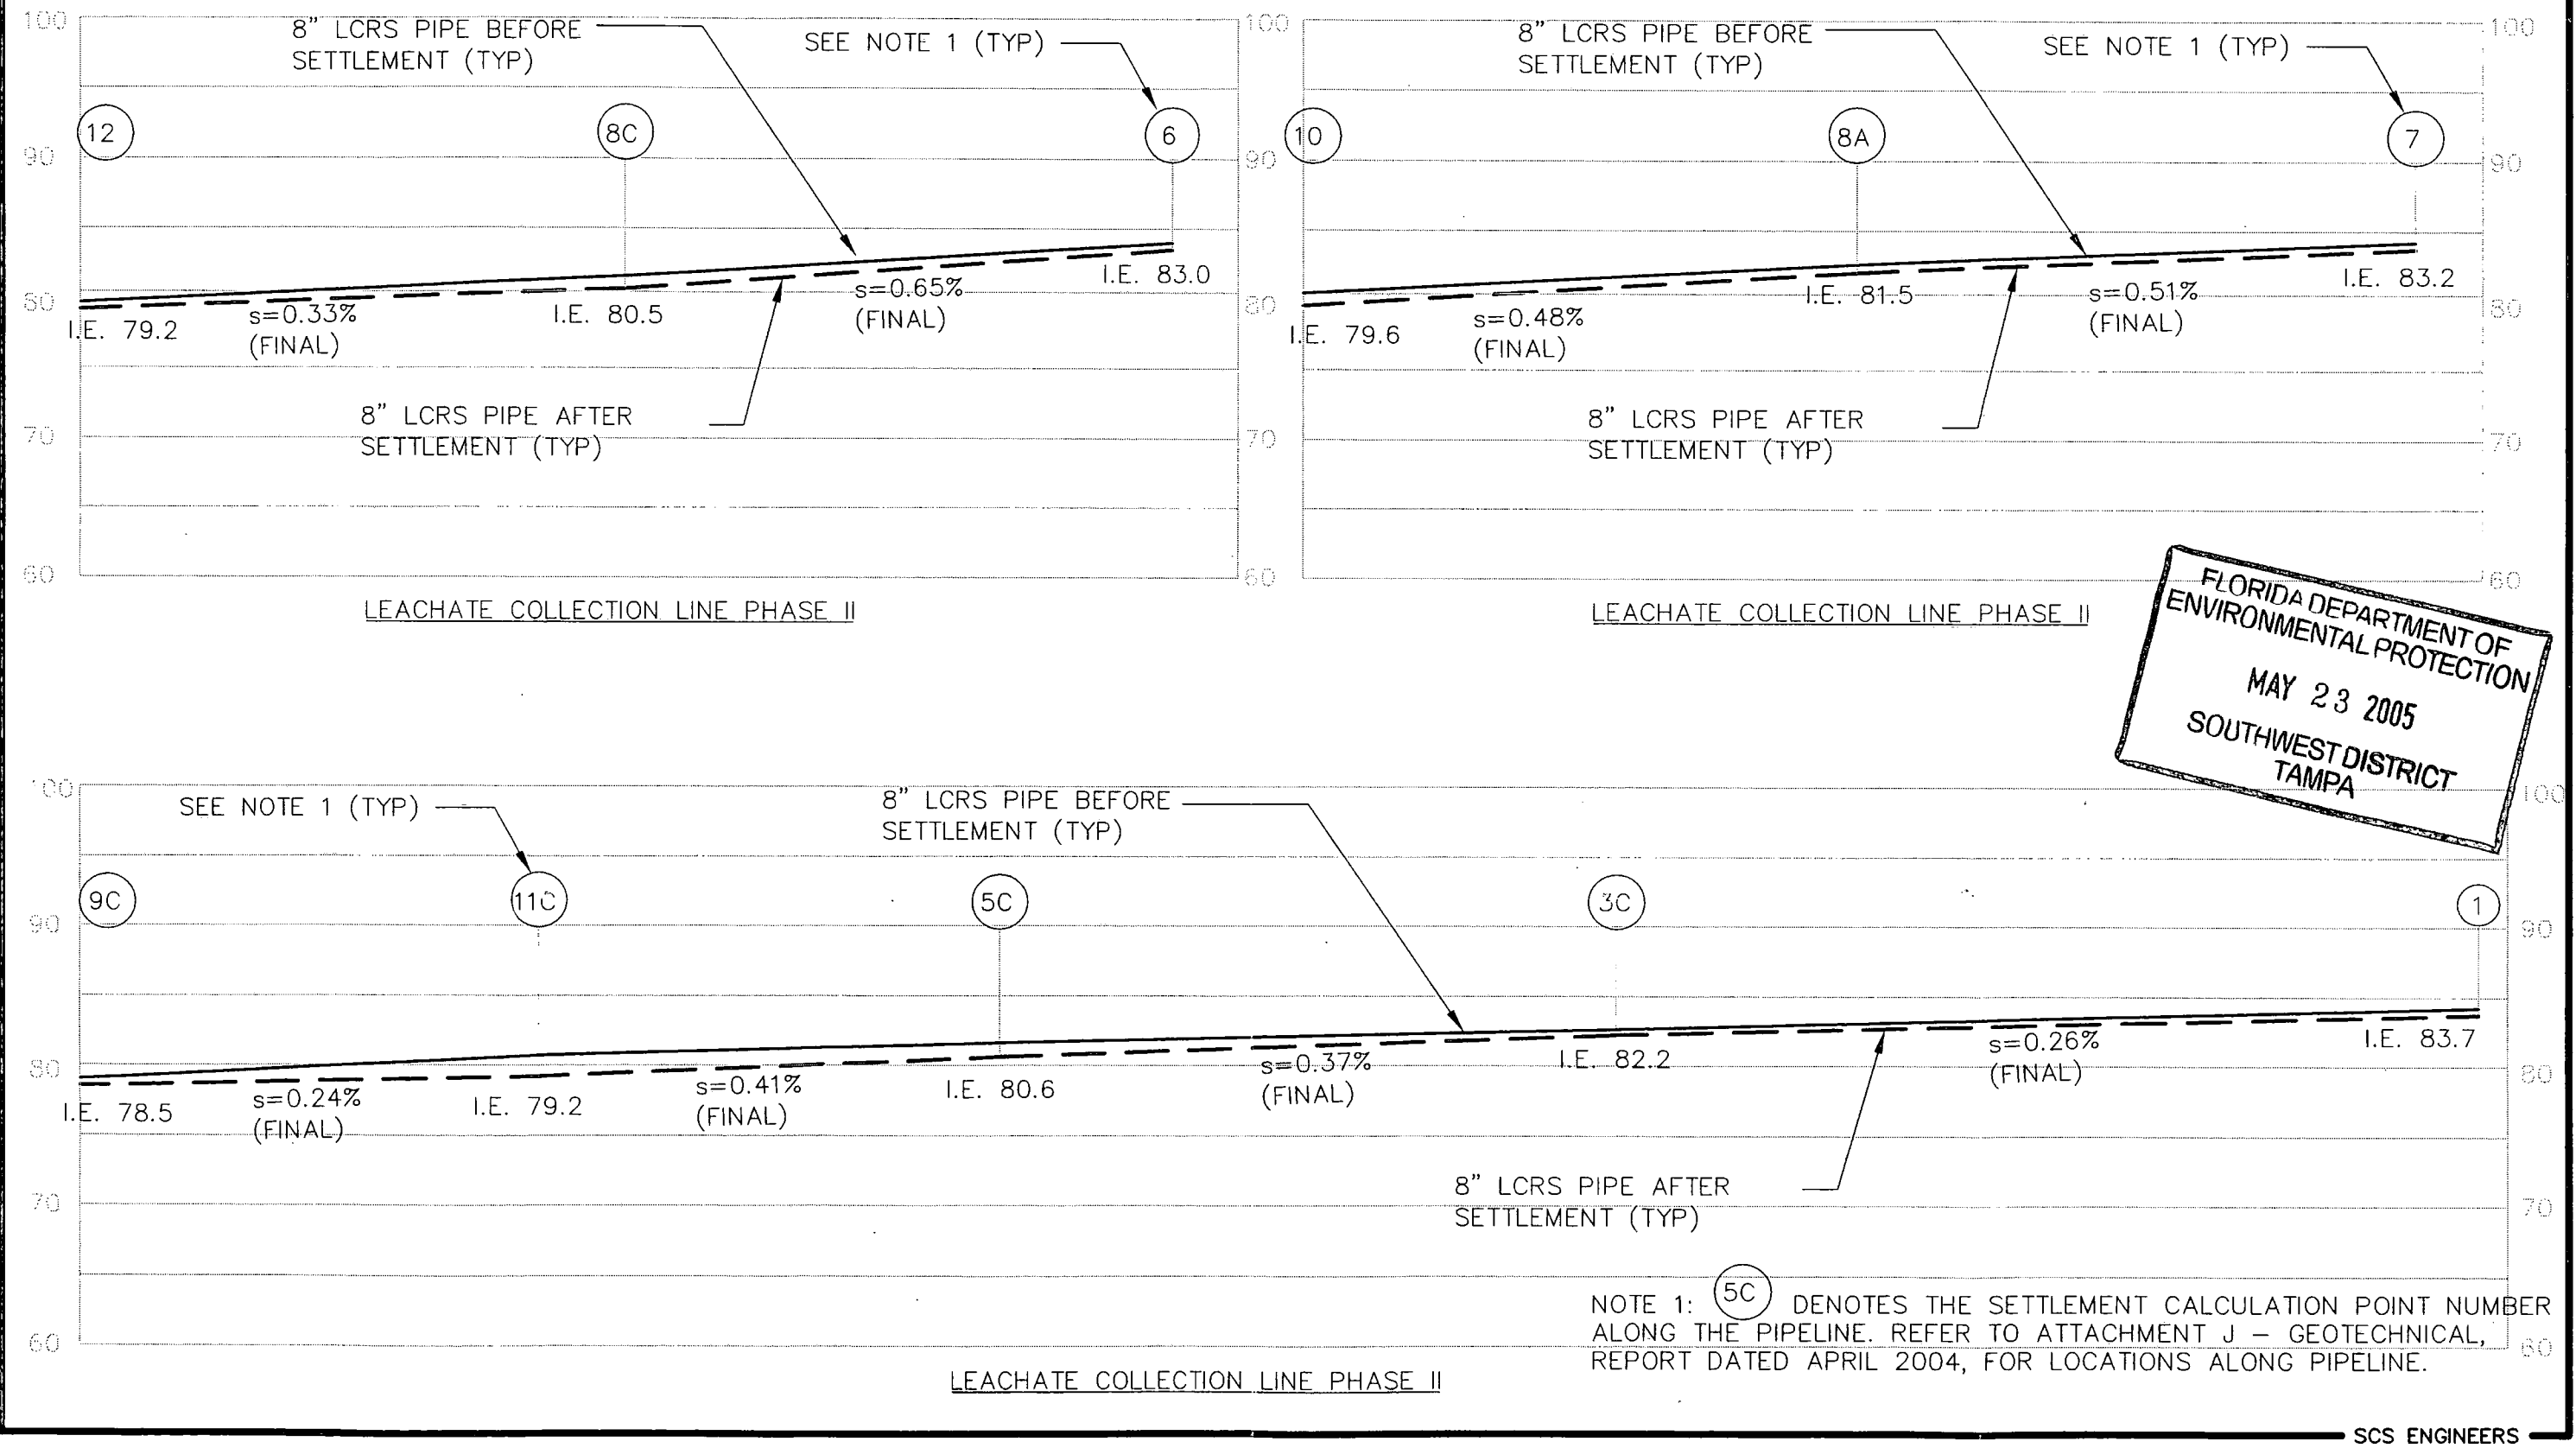 100
90
80
70
60
8" LCRS PIPE BEFORE
SETTLEMENT (TYP)
SEE NOTE 1 (TYP)
12
8C
6
I.E. 79.2
s=0.33%
(FINAL)
I.E. 80.5
s=0.65%
(FINAL)
I.E. 83.0
8" LCRS PIPE AFTER
SETTLEMENT (TYP)
100
90
80
70
60
LEACHATE COLLECTION LINE PHASE II
8" LCRS PIPE BEFORE
SETTLEMENT (TYP)
SEE NOTE 1 (TYP)
10
8A
7
I.E. 79.6
s=0.48%
(FINAL)
I.E. 81.5
s=0.51%
(FINAL)
I.E. 83.2
8" LCRS PIPE AFTER
SETTLEMENT (TYP)
100
90
80
70
60
LEACHATE COLLECTION LINE PHASE II
FLORIDA DEPARTMENT OF
ENVIRONMENTAL PROTECTION
MAY 23 2005
SOUTHWEST DISTRICT
TAMPA
100
90
80
70
60
SEE NOTE 1 (TYP)
8" LCRS PIPE BEFORE
SETTLEMENT (TYP)
9C
11C
5C
3C
1
I.E. 78.5
s=0.24%
(FINAL)
I.E. 79.2
s=0.41%
(FINAL)
I.E. 80.6
s=0.37%
(FINAL)
I.E. 82.2
s=0.26%
(FINAL)
I.E. 83.7
8" LCRS PIPE AFTER
SETTLEMENT (TYP)
100
90
80
70
60
NOTE 1: 5C DENOTES THE SETTLEMENT CALCULATION POINT NUMBER
ALONG THE PIPELINE. REFER TO ATTACHMENT J – GEOTECHNICAL,
REPORT DATED APRIL 2004, FOR LOCATIONS ALONG PIPELINE.
LEACHATE COLLECTION LINE PHASE II
SCS ENGINEERS